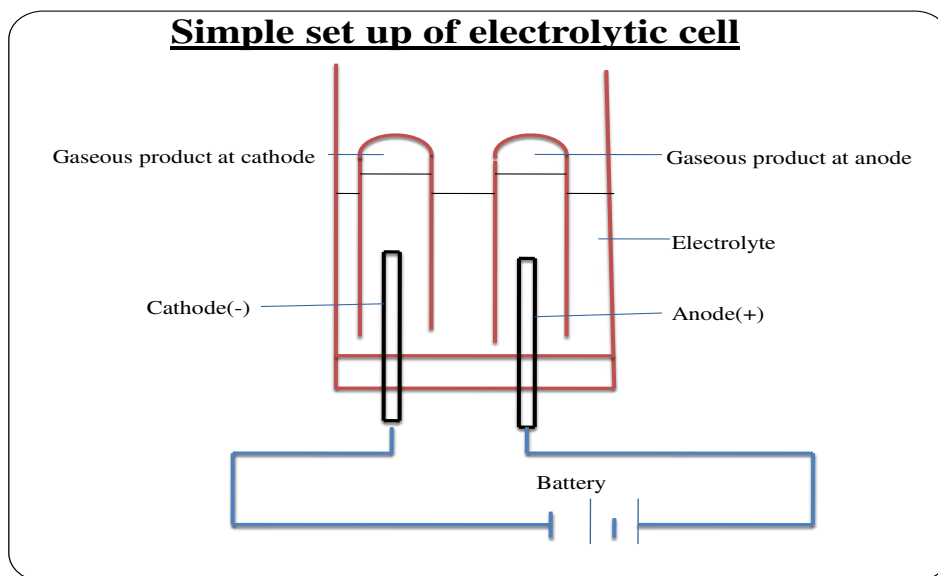 Simple set up of electrolytic cell
Gaseous product at cathode
Gaseous product at anode
Electrolyte
Cathode(-)
Anode(+)
Battery